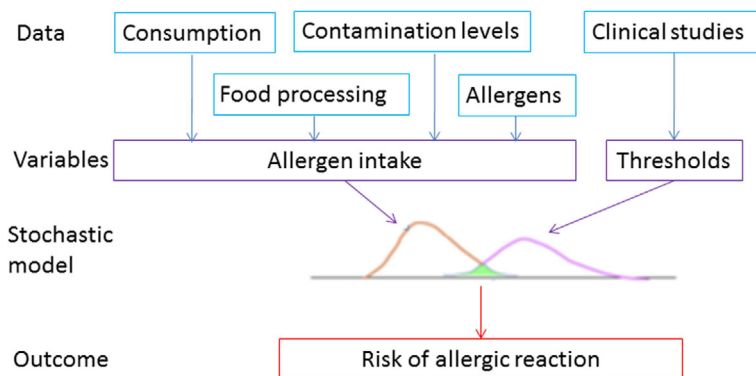 Data
Consumption
Contamination levels
Clinical studies
Food processing
Allergens
Variables
Allergen intake
Thresholds
Stochastic
model
Outcome
Risk of allergic reaction